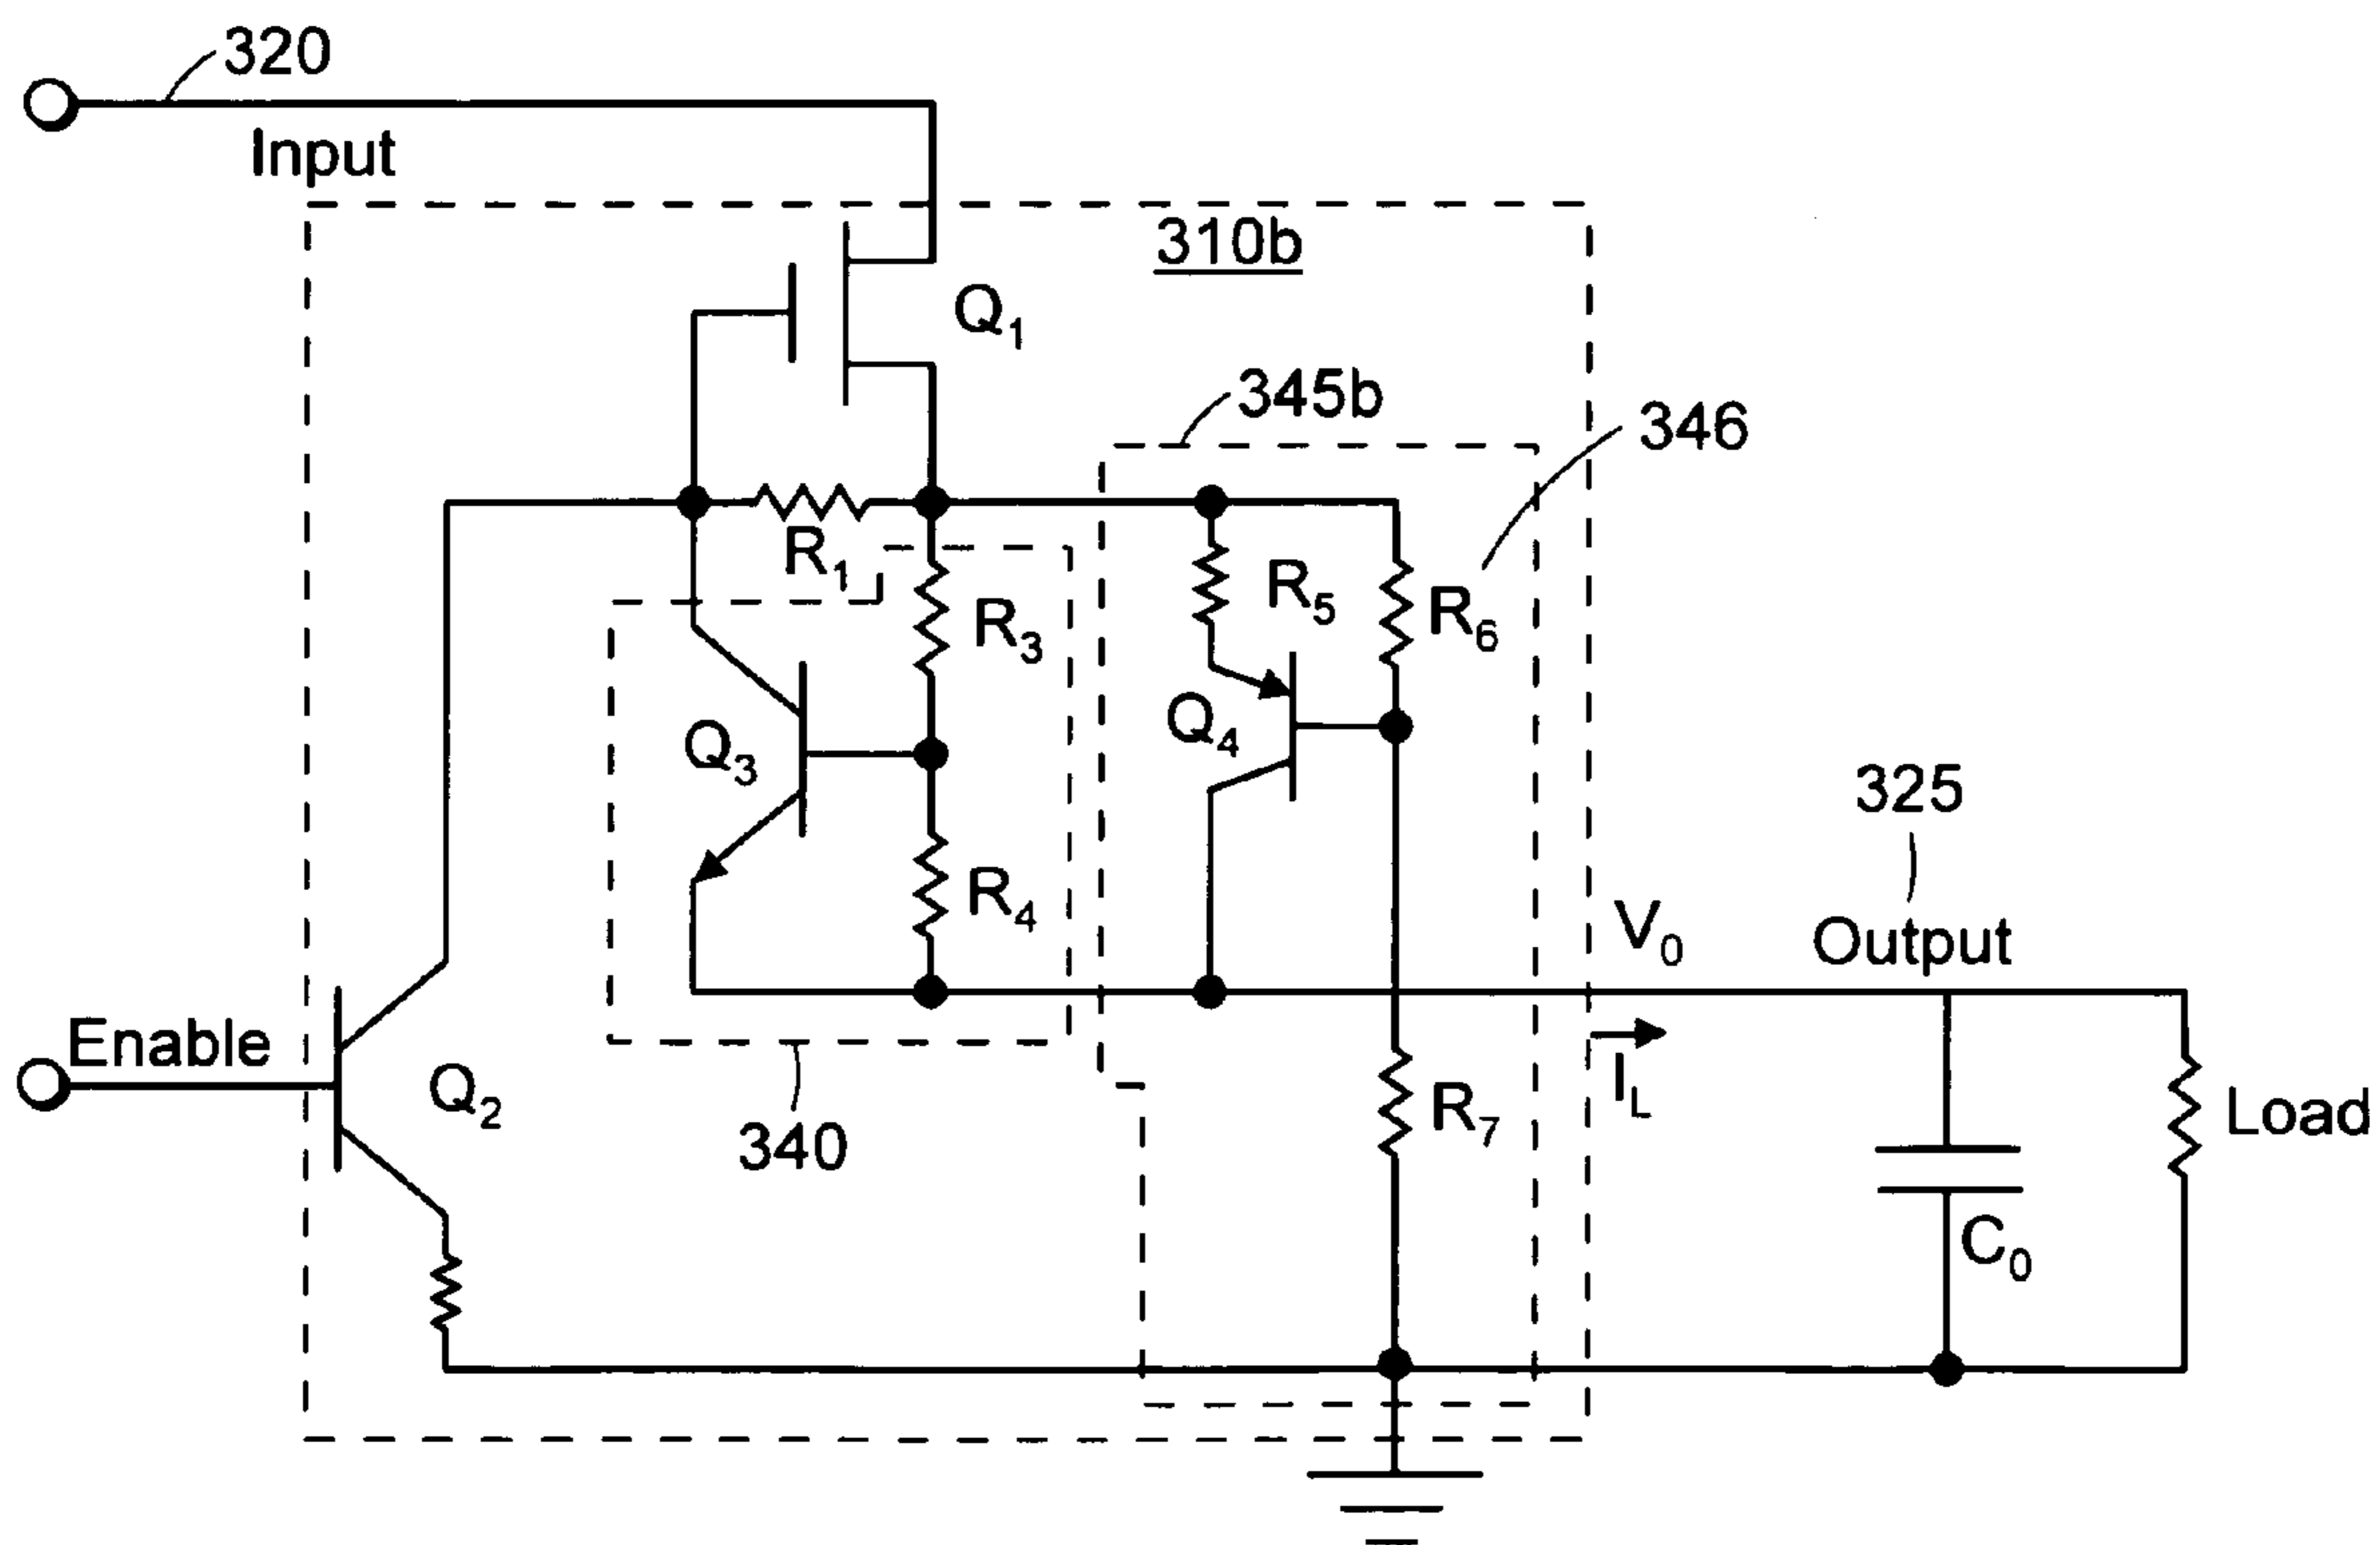 320
Input
310b
Q1
345b
346
R1
R3
R5
R6
Q3
Q4
325
R4
V0
Output
Enable
Q2
IL
R7
Load
340
C0